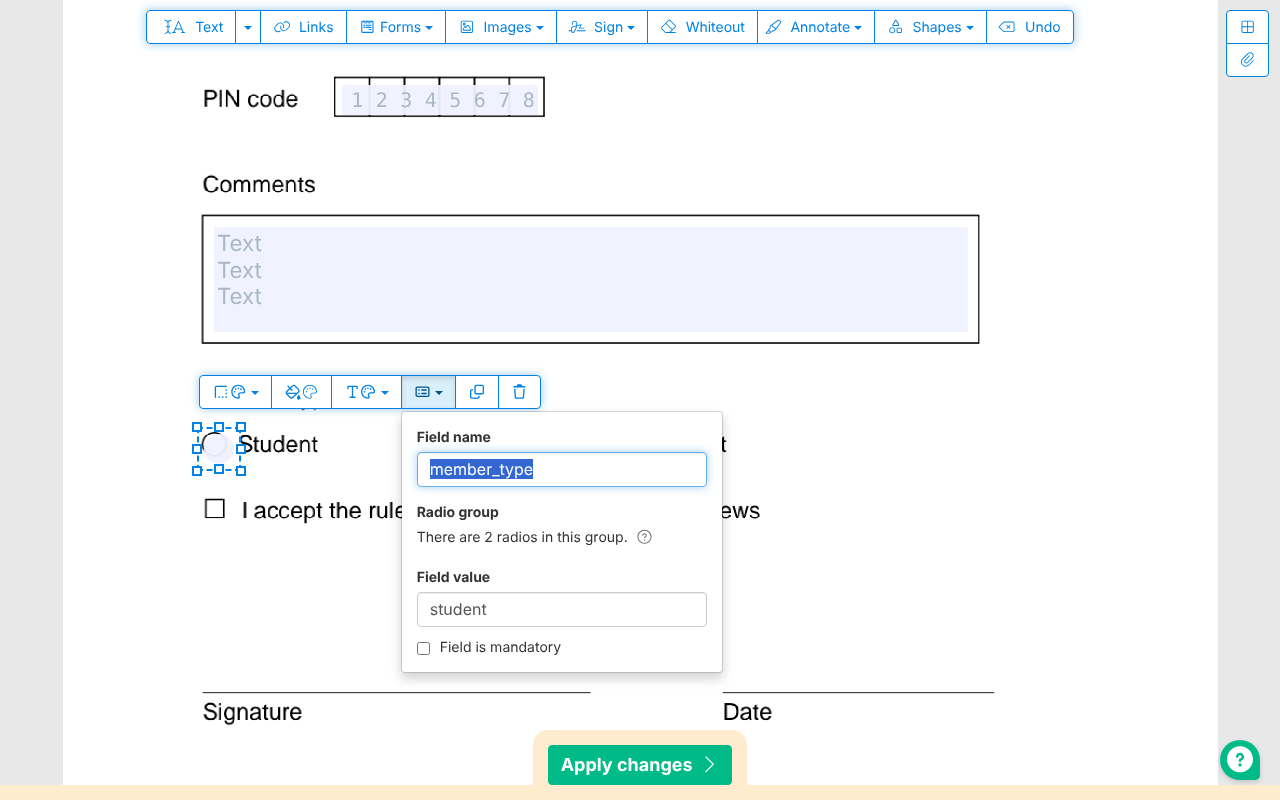 Text
Links
Forms
Images
Sign
Whiteout
Annotate
Shapes
Undo
PIN code
1 2 3 4 5 6 7 8
Comments
Text
Text
Text
Student
I accept the rule
ews
Field name
member_type
Radio group
There are 2 radios in this group.
Field value
student
Field is mandatory
Signature
Date
Apply changes